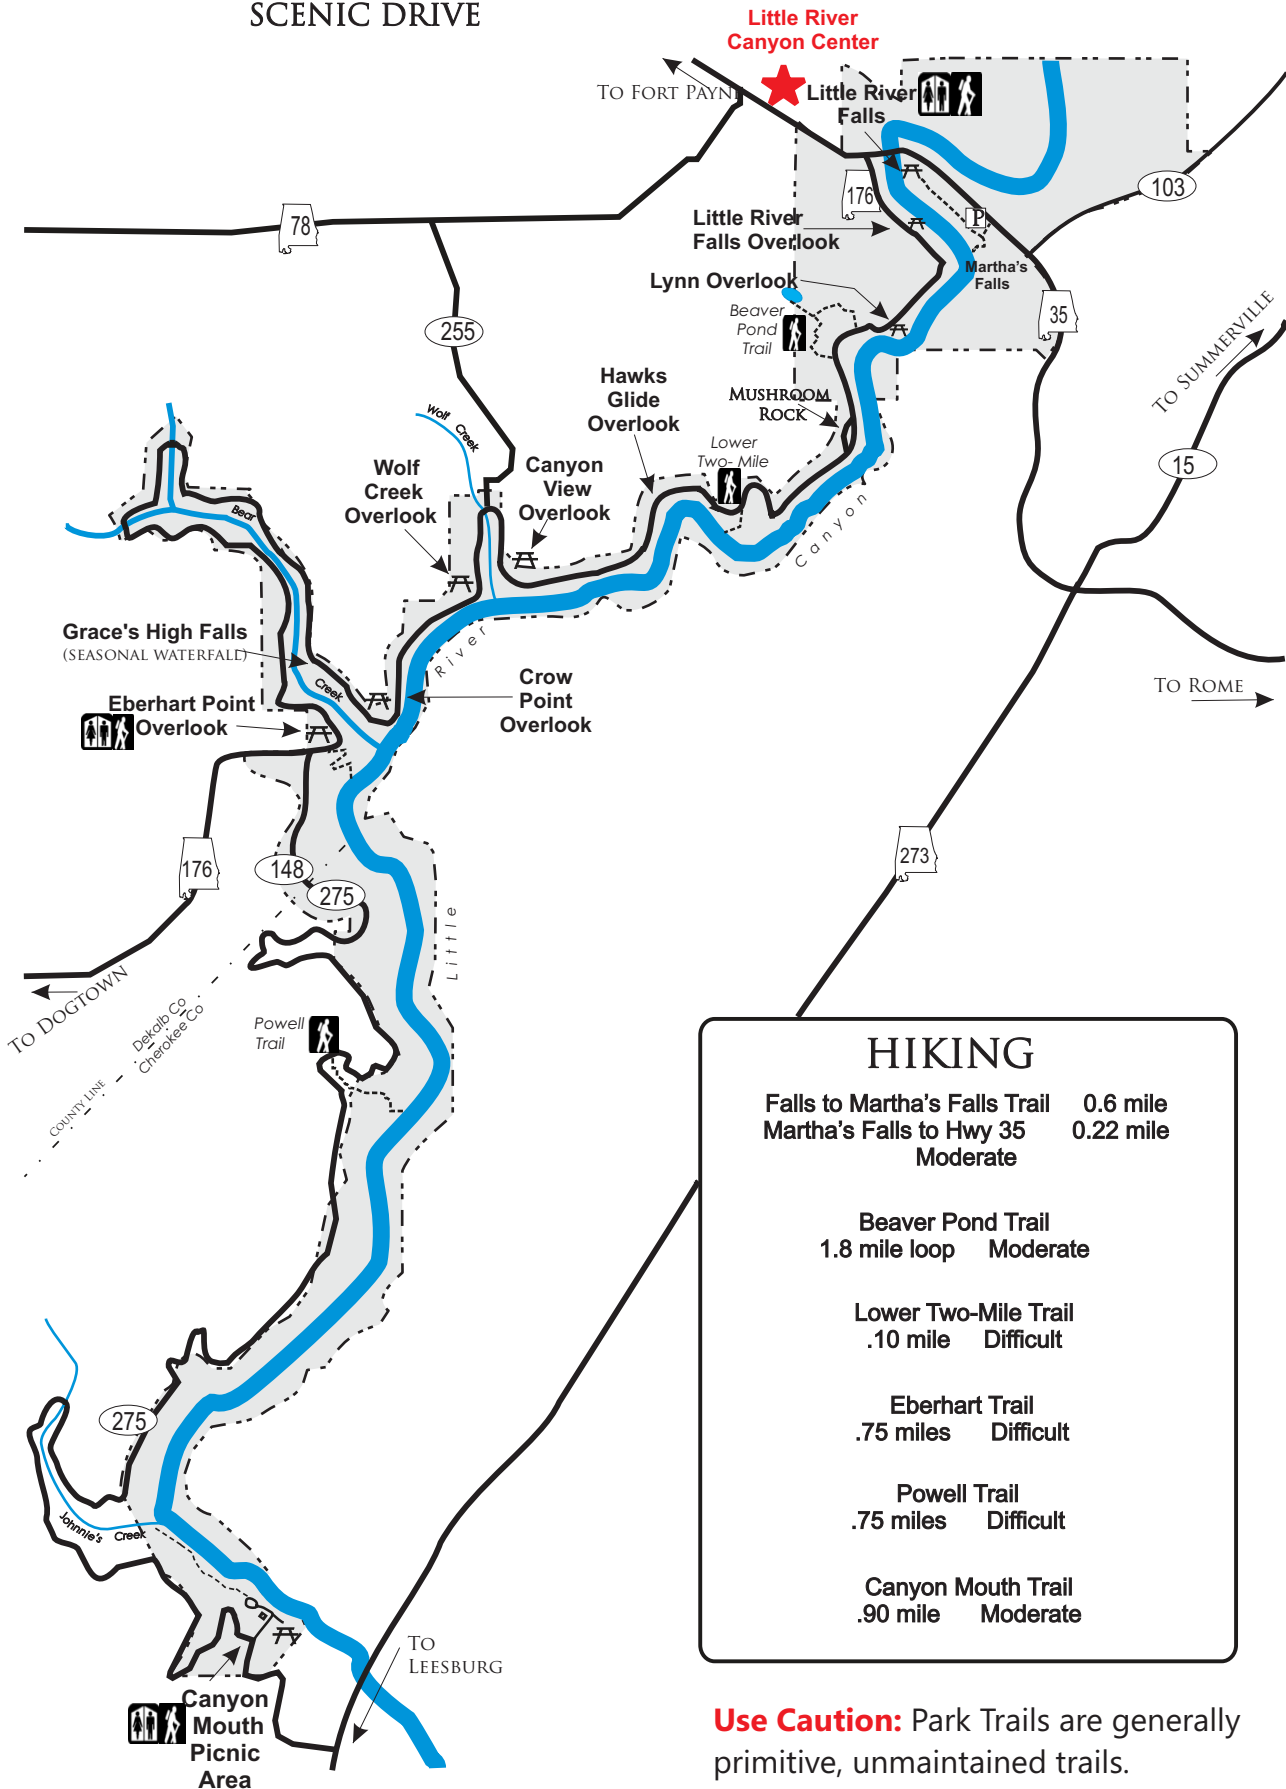 SCENIC DRIVE
Little River
Canyon Center
TO FORT PAYNE
Little River
Falls
103
176
P
78
Little River
Falls Overlook
Martha's
Falls
Lynn Overlook
255
Beaver
Pond
Trail
35
TO SUMMERVILLE
Hawks
Glide
Overlook
MUSHROOM
ROCK
Wolf
Creek
Lower
Two- Mile
15
Wolf
Creek
Overlook
Canyon
View
Overlook
Bear
Creek
Canyon
River
Little
Grace's High Falls
(SEASONAL WATERFALL)
Crow
Point
Overlook
TO ROME
Eberhart Point
Overlook
176
148
275
273
TO DOGTOWN
Dekalb Co
Cherokee Co
COUNTY LINE
Powell
Trail
275
Johnnie's Creek
TO
LEESBURG
Canyon
Mouth
Picnic
Area
HIKING
Falls to Martha's Falls Trail 0.6 mile
Martha's Falls to Hwy 35 0.22 mile
Moderate
Beaver Pond Trail
1.8 mile loop Moderate
Lower Two-Mile Trail
.10 mile Difficult
Eberhart Trail
.75 miles Difficult
Powell Trail
.75 miles Difficult
Canyon Mouth Trail
.90 mile Moderate
Use Caution: Park Trails are generally
primitive, unmaintained trails.